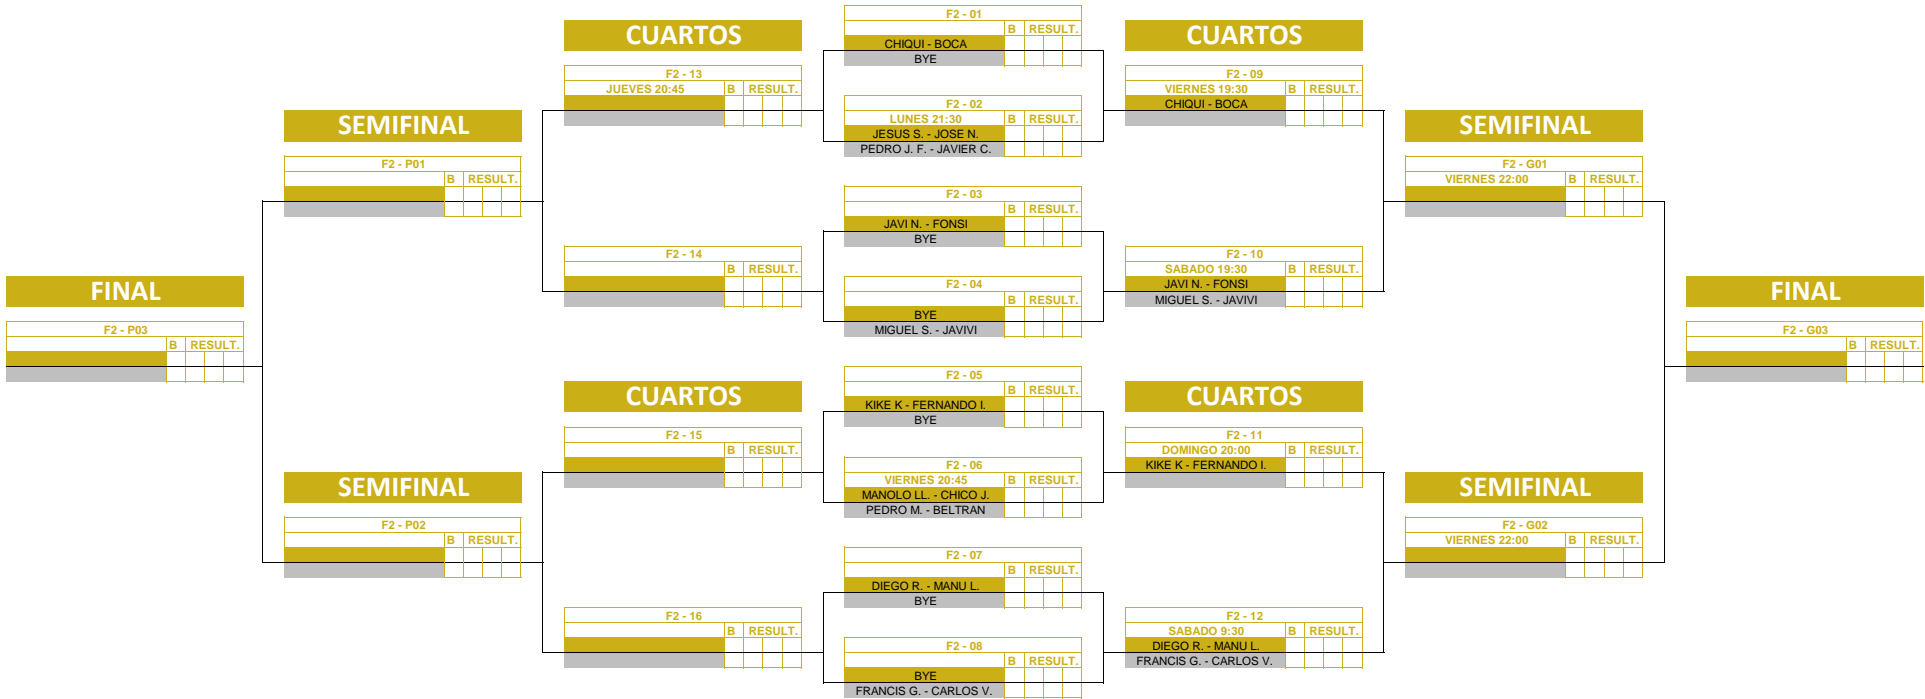 F2 - 01
B RESULT.
CHIQUI - BOCA
BYE
CUARTOS
F2 - 13
JUEVES 20:45 B RESULT.
CUARTOS
F2 - 09
VIERNES 19:30 B RESULT.
CHIQUI - BOCA
F2 - 02
LUNES 21:30 B RESULT.
JESUS S. - JOSE N.
PEDRO J. F. - JAVIER C.
SEMIFINAL
F2 - P01
B RESULT.
SEMIFINAL
F2 - G01
VIERNES 22:00 B RESULT.
F2 - 03
B RESULT.
JAVI N. - FONSI
BYE
F2 - 14
B RESULT.
F2 - 10
SABADO 19:30 B RESULT.
JAVI N. - FONSI
MIGUEL S. - JAVIVI
F2 - 04
B RESULT.
BYE
MIGUEL S. - JAVIVI
FINAL
F2 - P03
B RESULT.
FINAL
F2 - G03
B RESULT.
F2 - 05
B RESULT.
KIKE K - FERNANDO I.
BYE
CUARTOS
F2 - 15
B RESULT.
CUARTOS
F2 - 11
DOMINGO 20:00 B RESULT.
KIKE K - FERNANDO I.
F2 - 06
VIERNES 20:45 B RESULT.
MANOLO LL. - CHICO J.
PEDRO M. - BELTRAN
SEMIFINAL
F2 - P02
B RESULT.
SEMIFINAL
F2 - G02
VIERNES 22:00 B RESULT.
F2 - 07
B RESULT.
DIEGO R. - MANU L.
BYE
F2 - 16
B RESULT.
F2 - 12
SABADO 9:30 B RESULT.
DIEGO R. - MANU L.
FRANCIS G. - CARLOS V.
F2 - 08
B RESULT.
BYE
FRANCIS G. - CARLOS V.